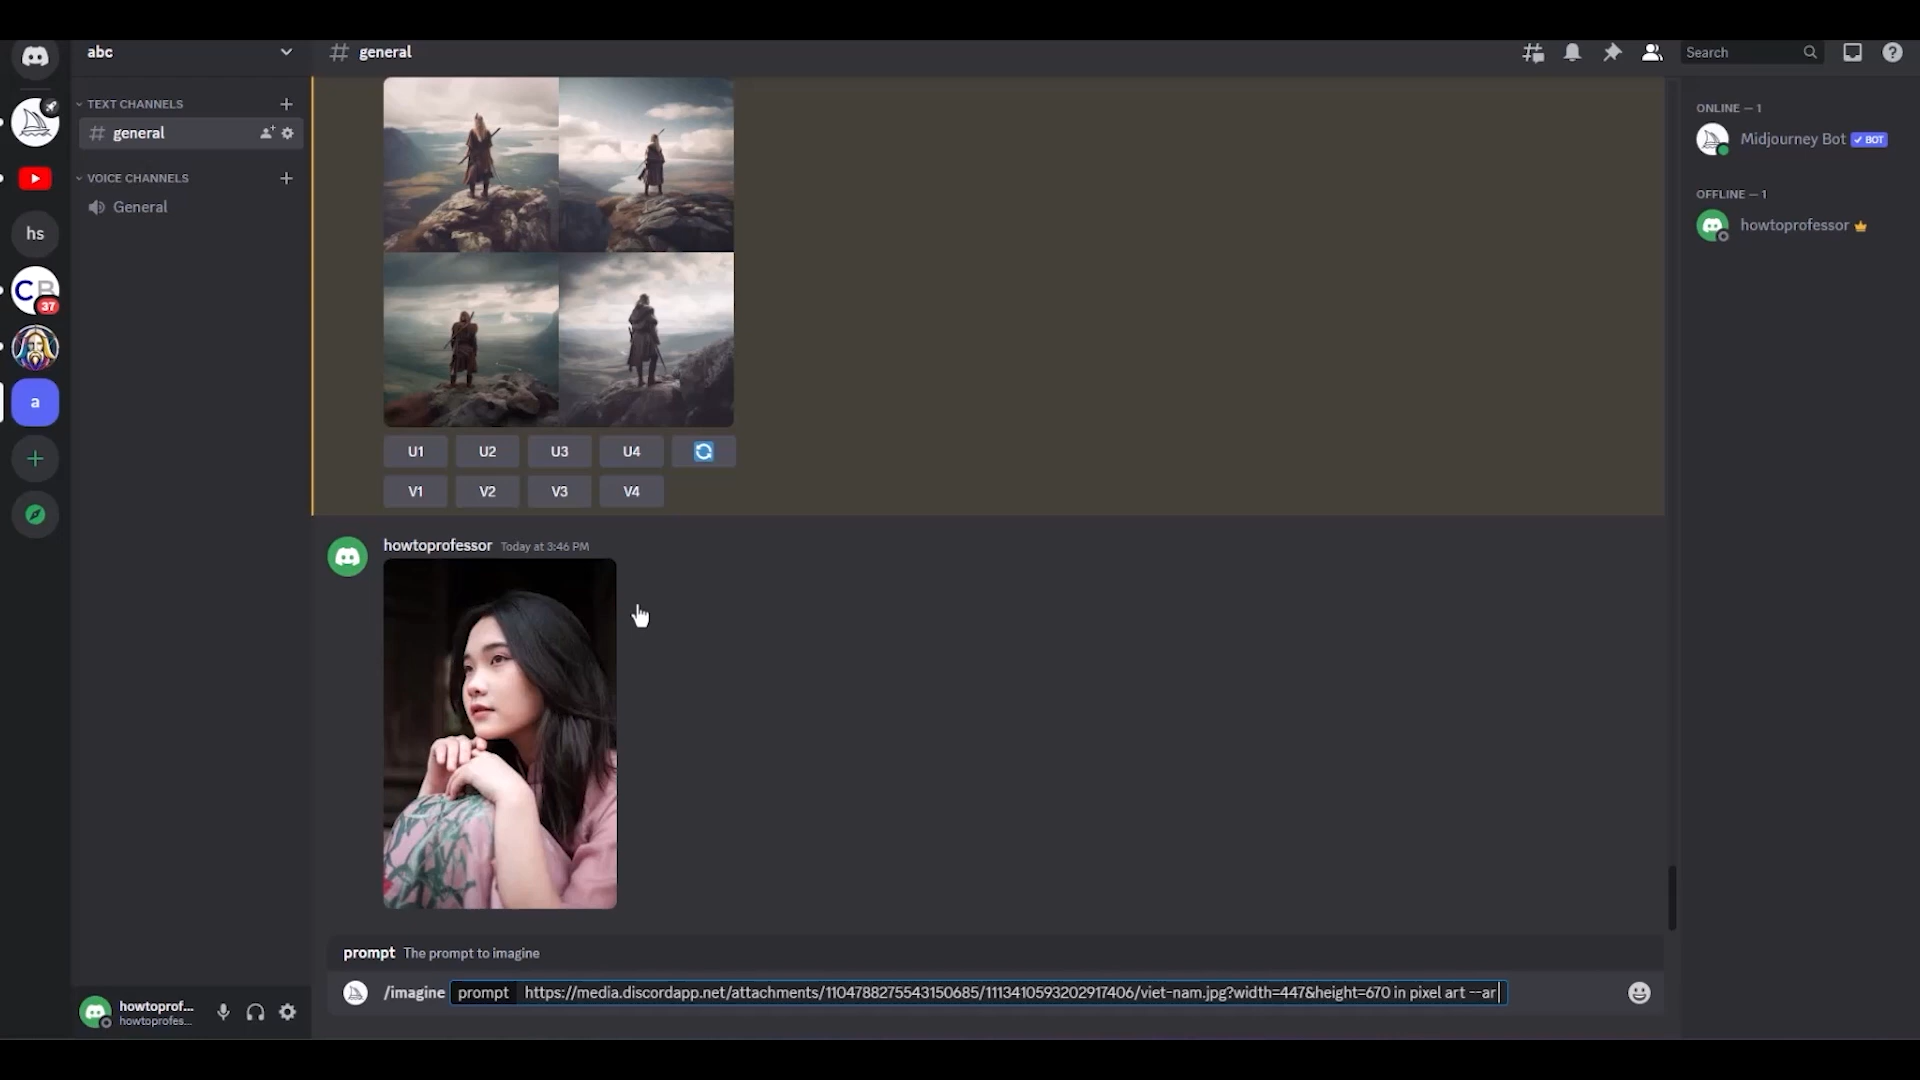 abc
general
Search
TEXT CHANNELS
general
VOICE CHANNELS
General
hs
CB
37
a
U1 U2 U3 U4
V1 V2 V3 V4
howtoprofessor Today at 3:46 PM
prompt The prompt to imagine
/imagine prompt https://media.discordapp.net/attachments/1104788275543150685/1113410593202917406/viet-nam.jpg?width=447&height=670 in pixel art --ar
howtoprof...
howtoprofes...
ONLINE — 1
Midjourney Bot BOT
OFFLINE — 1
howtoprofessor